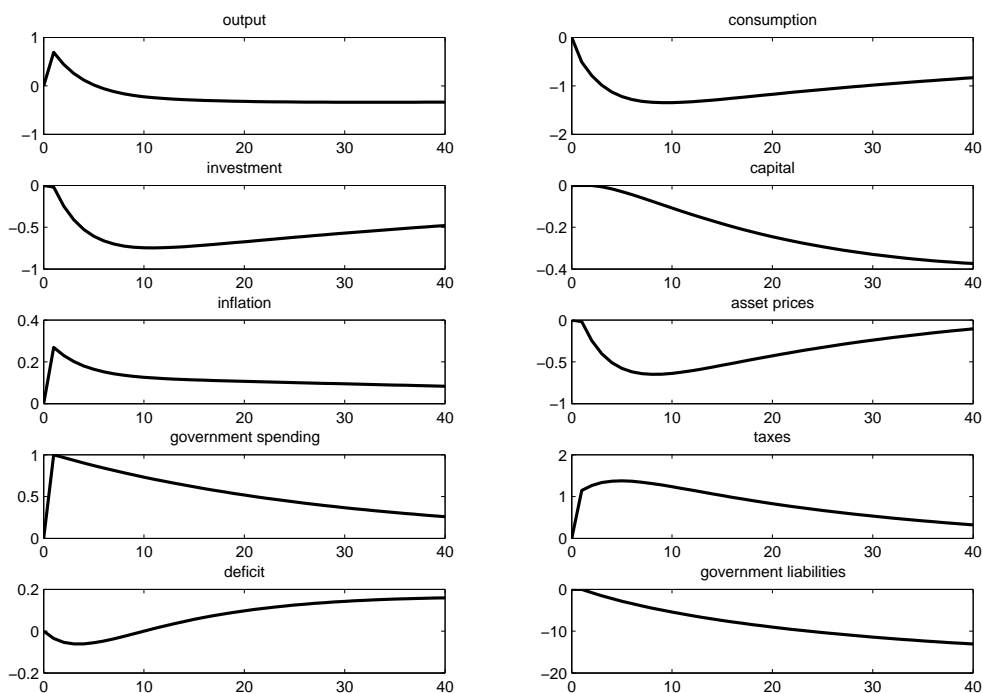 output
1
0
−1
0 10 20 30 40
consumption
0
−1
−2
0 10 20 30 40
investment
0
−0.5
−1
0 10 20 30 40
capital
0
−0.2
−0.4
0 10 20 30 40
inflation
0.4
0.2
0
0 10 20 30 40
asset prices
0
−0.5
−1
0 10 20 30 40
government spending
1
0.5
0
0 10 20 30 40
taxes
2
1
0
0 10 20 30 40
deficit
0.2
0
−0.2
0 10 20 30 40
government liabilities
0
−10
−20
0 10 20 30 40